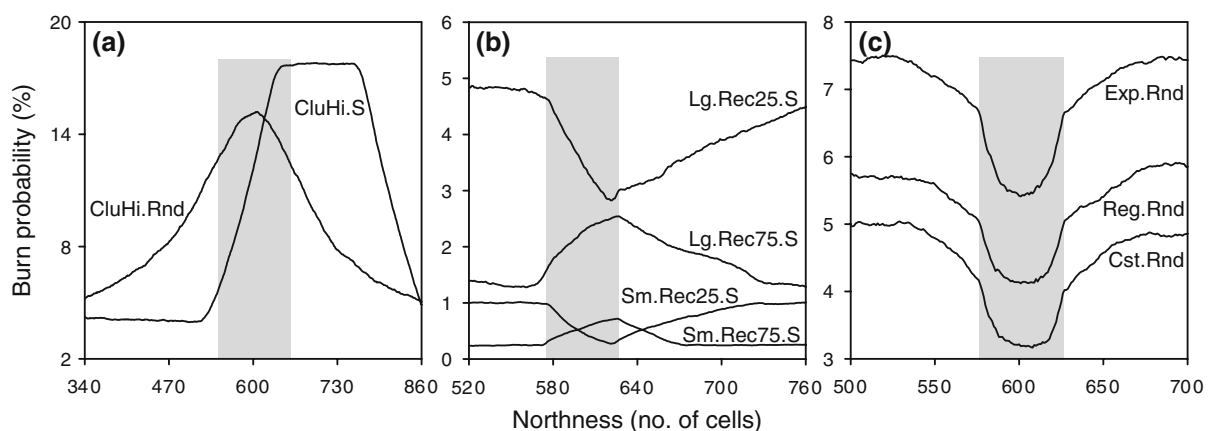 Burn probability (%)
(a)
20
14
8
2
CluHi.S
CluHi.Rnd
340 470 600 730 860
(b)
6
5
4
3
2
1
0
Lg.Rec25.S
Lg.Rec75.S
Sm.Rec25.S
Sm.Rec75.S
520 580 640 700 760
(c)
8
7
6
5
4
3
Exp.Rnd
Reg.Rnd
Cst.Rnd
500 550 600 650 700
Northness (no. of cells)